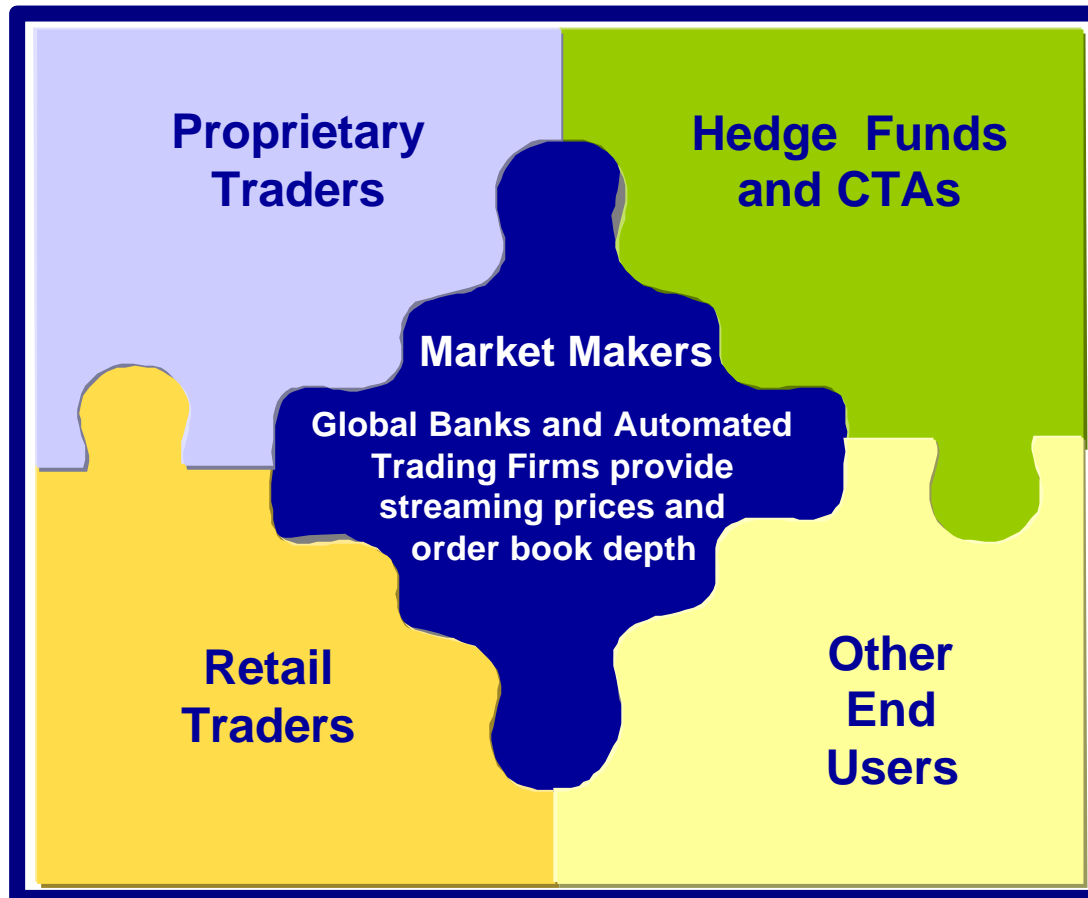 Proprietary
Traders
Hedge Funds
and CTAs
Market Makers
Global Banks and Automated
Trading Firms provide
streaming prices and
order book depth
Retail
Traders
Other
End
Users